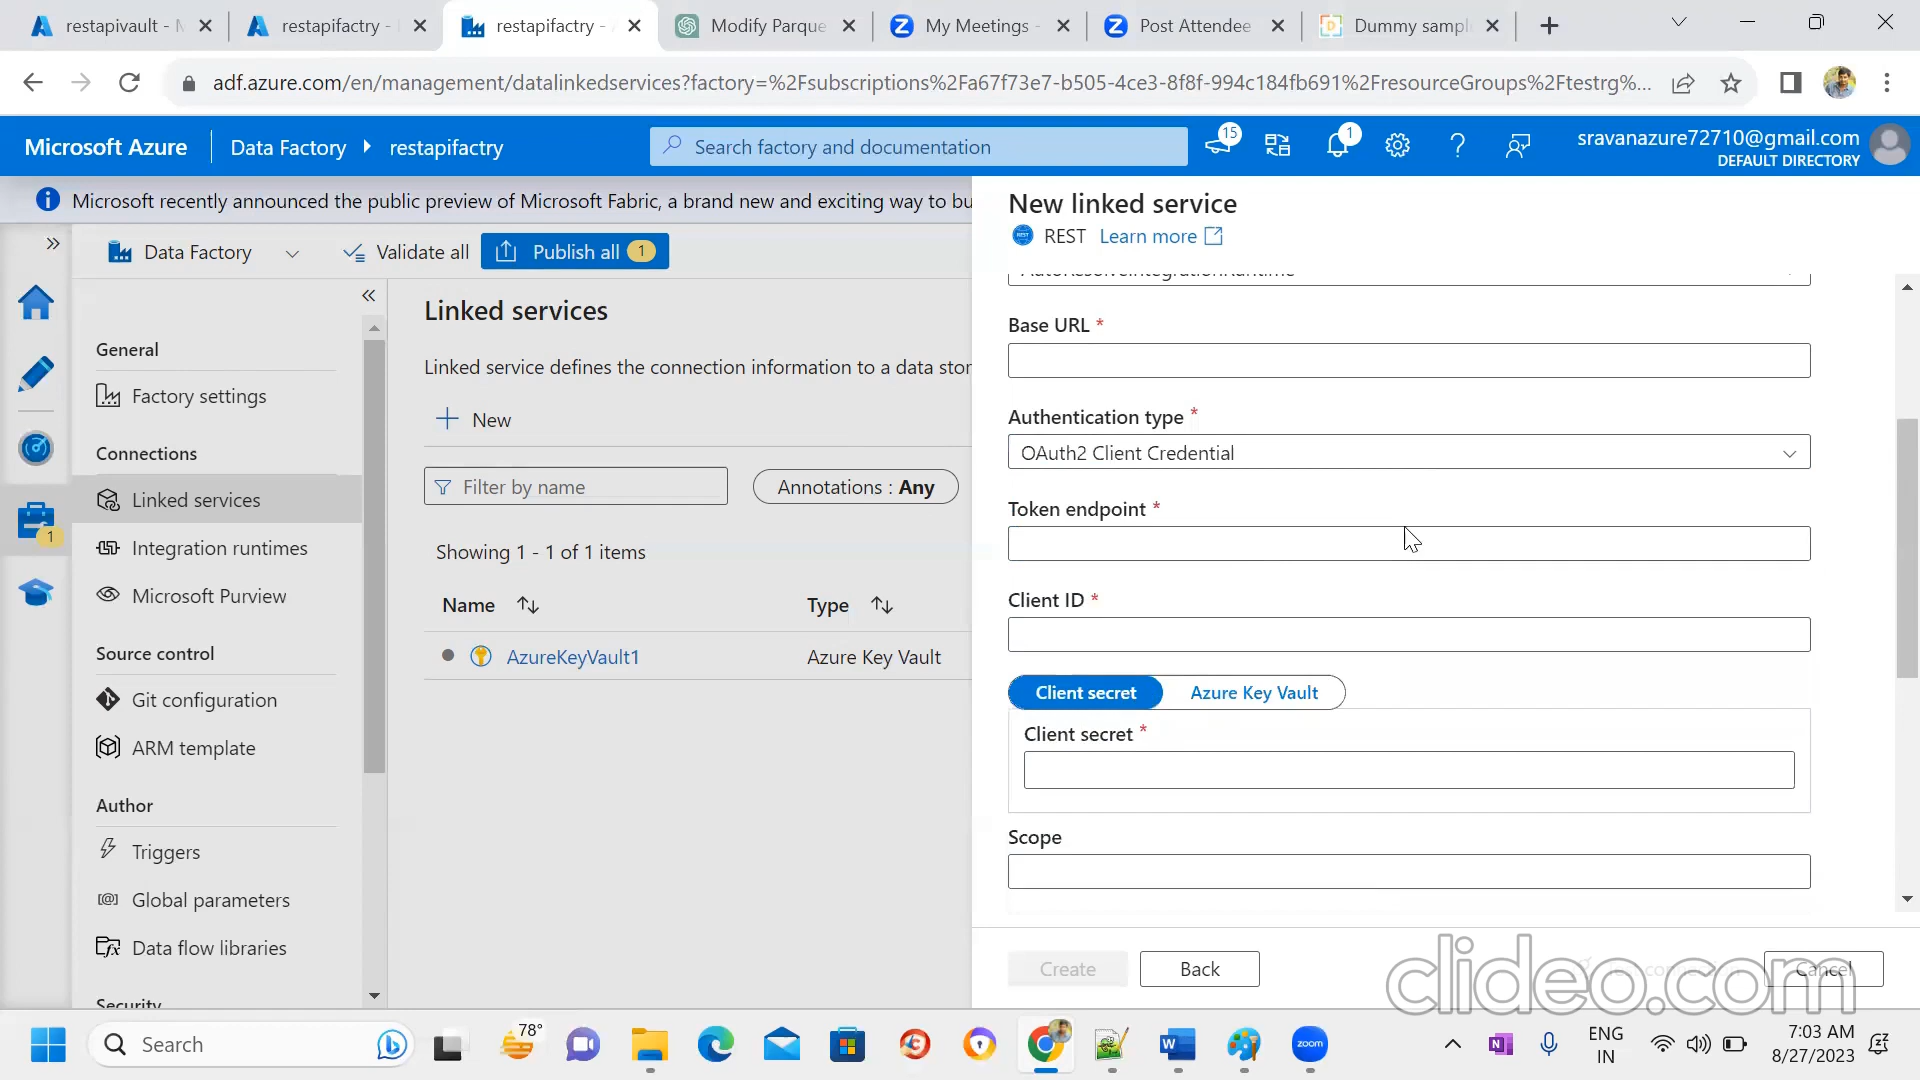 restapivault - M
restapifactry -
restapifactry - A
Modify Parque
My Meetings -
Post Attendee
Dummy sampl
adf.azure.com/en/management/datalinkedservices?factory=%2Fsubscriptions%2Fa67f73e7-b505-4ce3-8f8f-994c184fb691%2FresourceGroups%2Ftestrg%...
Microsoft Azure
Data Factory
restapifactry
Search factory and documentation
15
1
sravanazure72710@gmail.com
DEFAULT DIRECTORY
Microsoft recently announced the public preview of Microsoft Fabric, a brand new and exciting way to bu
Data Factory
Validate all
Publish all 1
General
Factory settings
Connections
Linked services
Integration runtimes
Microsoft Purview
Source control
Git configuration
ARM template
Author
Triggers
Global parameters
Data flow libraries
Security
1
Linked services
Linked service defines the connection information to a data stor
New
Filter by name
Annotations : Any
Showing 1 - 1 of 1 items
Name
Type
AzureKeyVault1
Azure Key Vault
New linked service
REST Learn more
AutoResolveIntegrationRuntime
Base URL *
Authentication type *
OAuth2 Client Credential
Token endpoint *
Client ID *
Client secret
Azure Key Vault
Client secret *
Scope
Create
Back
Cancel
clideo.com
Search
78°
zoom
ENG
IN
7:03 AM
8/27/2023